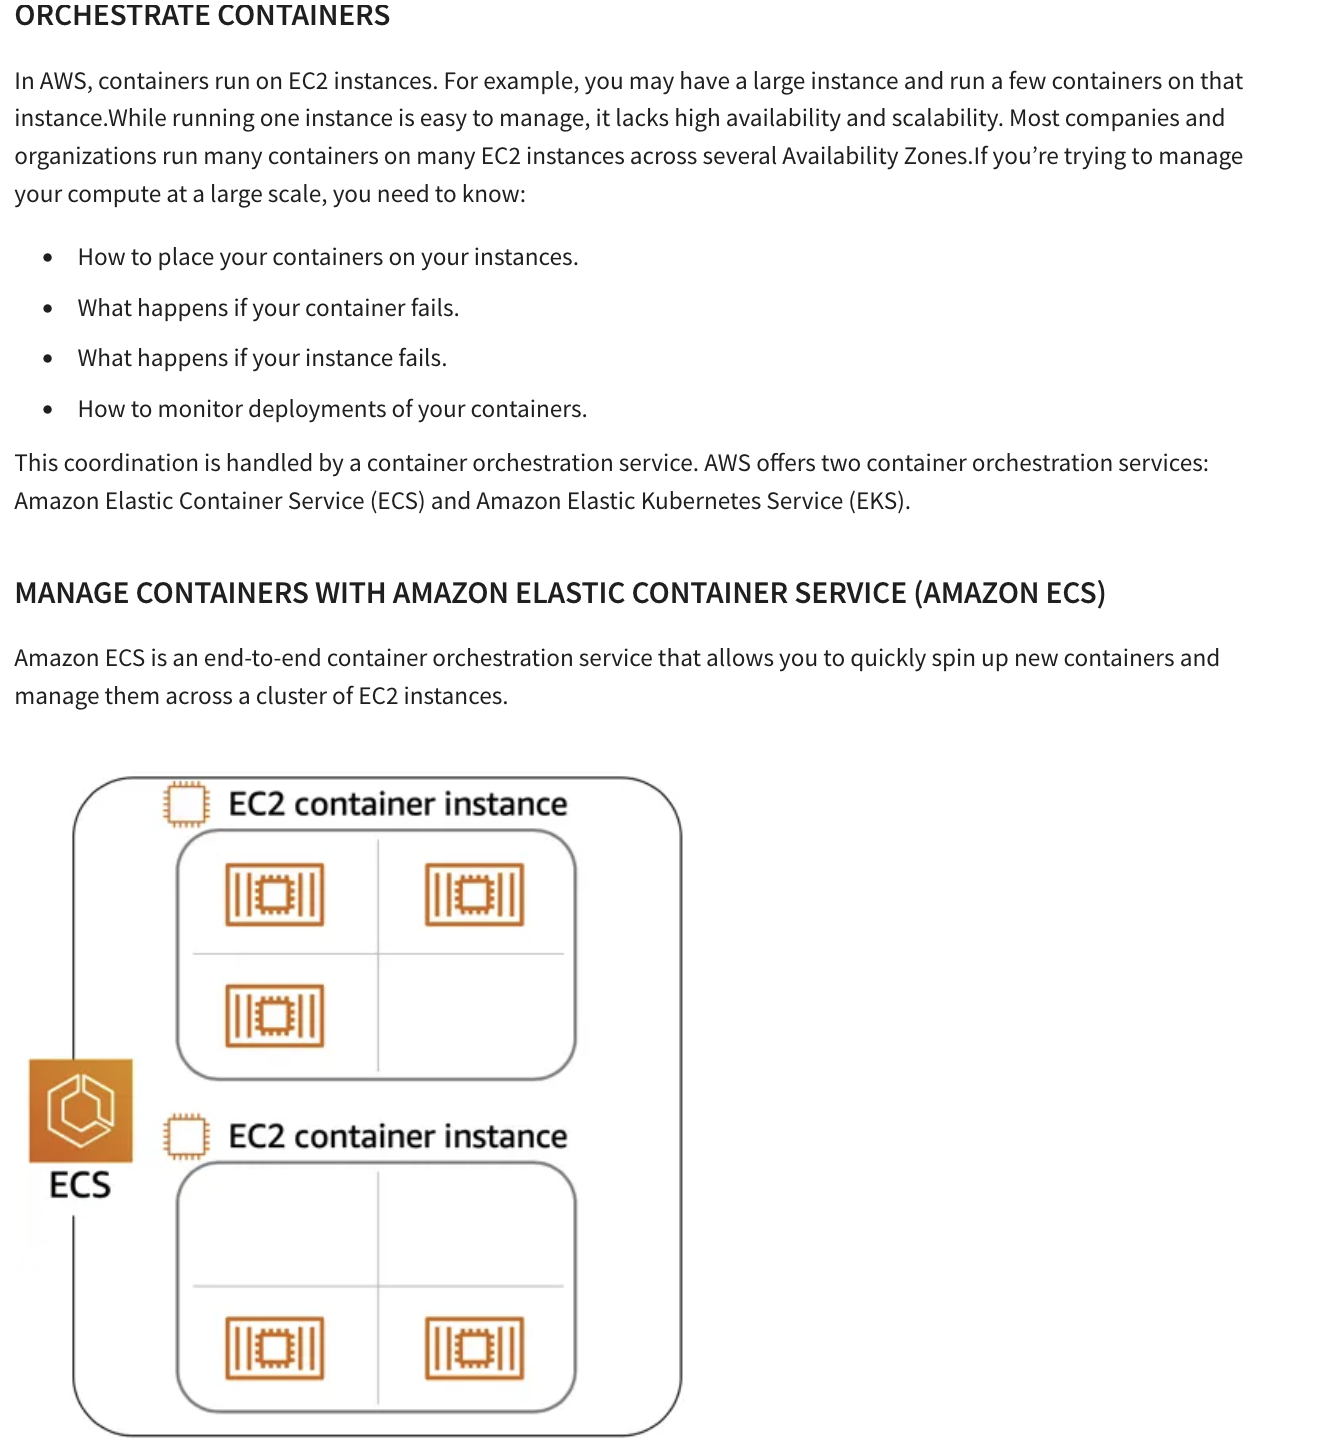 ORCHESTRATE CONTAINERS
In AWS, containers run on EC2 instances. For example, you may have a large instance and run a few containers on that
instance.While running one instance is easy to manage, it lacks high availability and scalability. Most companies and
organizations run many containers on many EC2 instances across several Availability Zones.If you’re trying to manage
your compute at a large scale, you need to know:
• How to place your containers on your instances.
• What happens if your container fails.
• What happens if your instance fails.
• How to monitor deployments of your containers.
This coordination is handled by a container orchestration service. AWS offers two container orchestration services:
Amazon Elastic Container Service (ECS) and Amazon Elastic Kubernetes Service (EKS).
MANAGE CONTAINERS WITH AMAZON ELASTIC CONTAINER SERVICE (AMAZON ECS)
Amazon ECS is an end-to-end container orchestration service that allows you to quickly spin up new containers and
manage them across a cluster of EC2 instances.
EC2 container instance
EC2 container instance
ECS